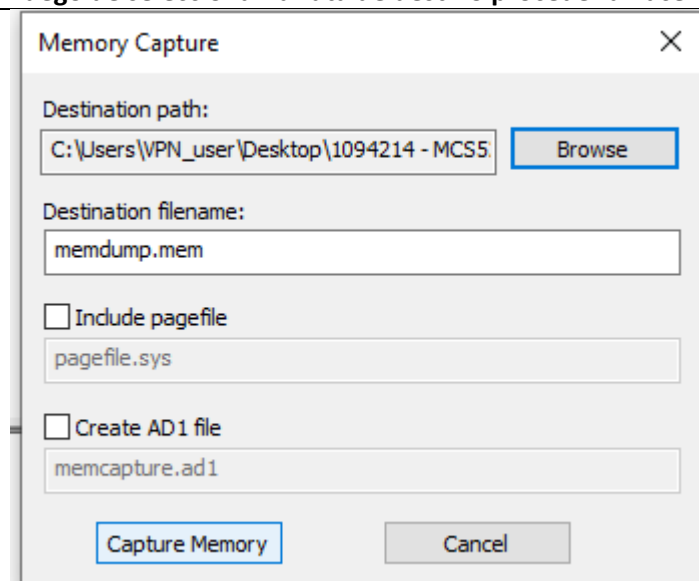 Memory Capture
Destination path:
C:\Users\VPN_user\Desktop\1094214 - MCS5
Browse
Destination filename:
memdump.mem
Include pagefile
pagefile.sys
Create AD1 file
memcapture.ad1
Capture Memory
Cancel